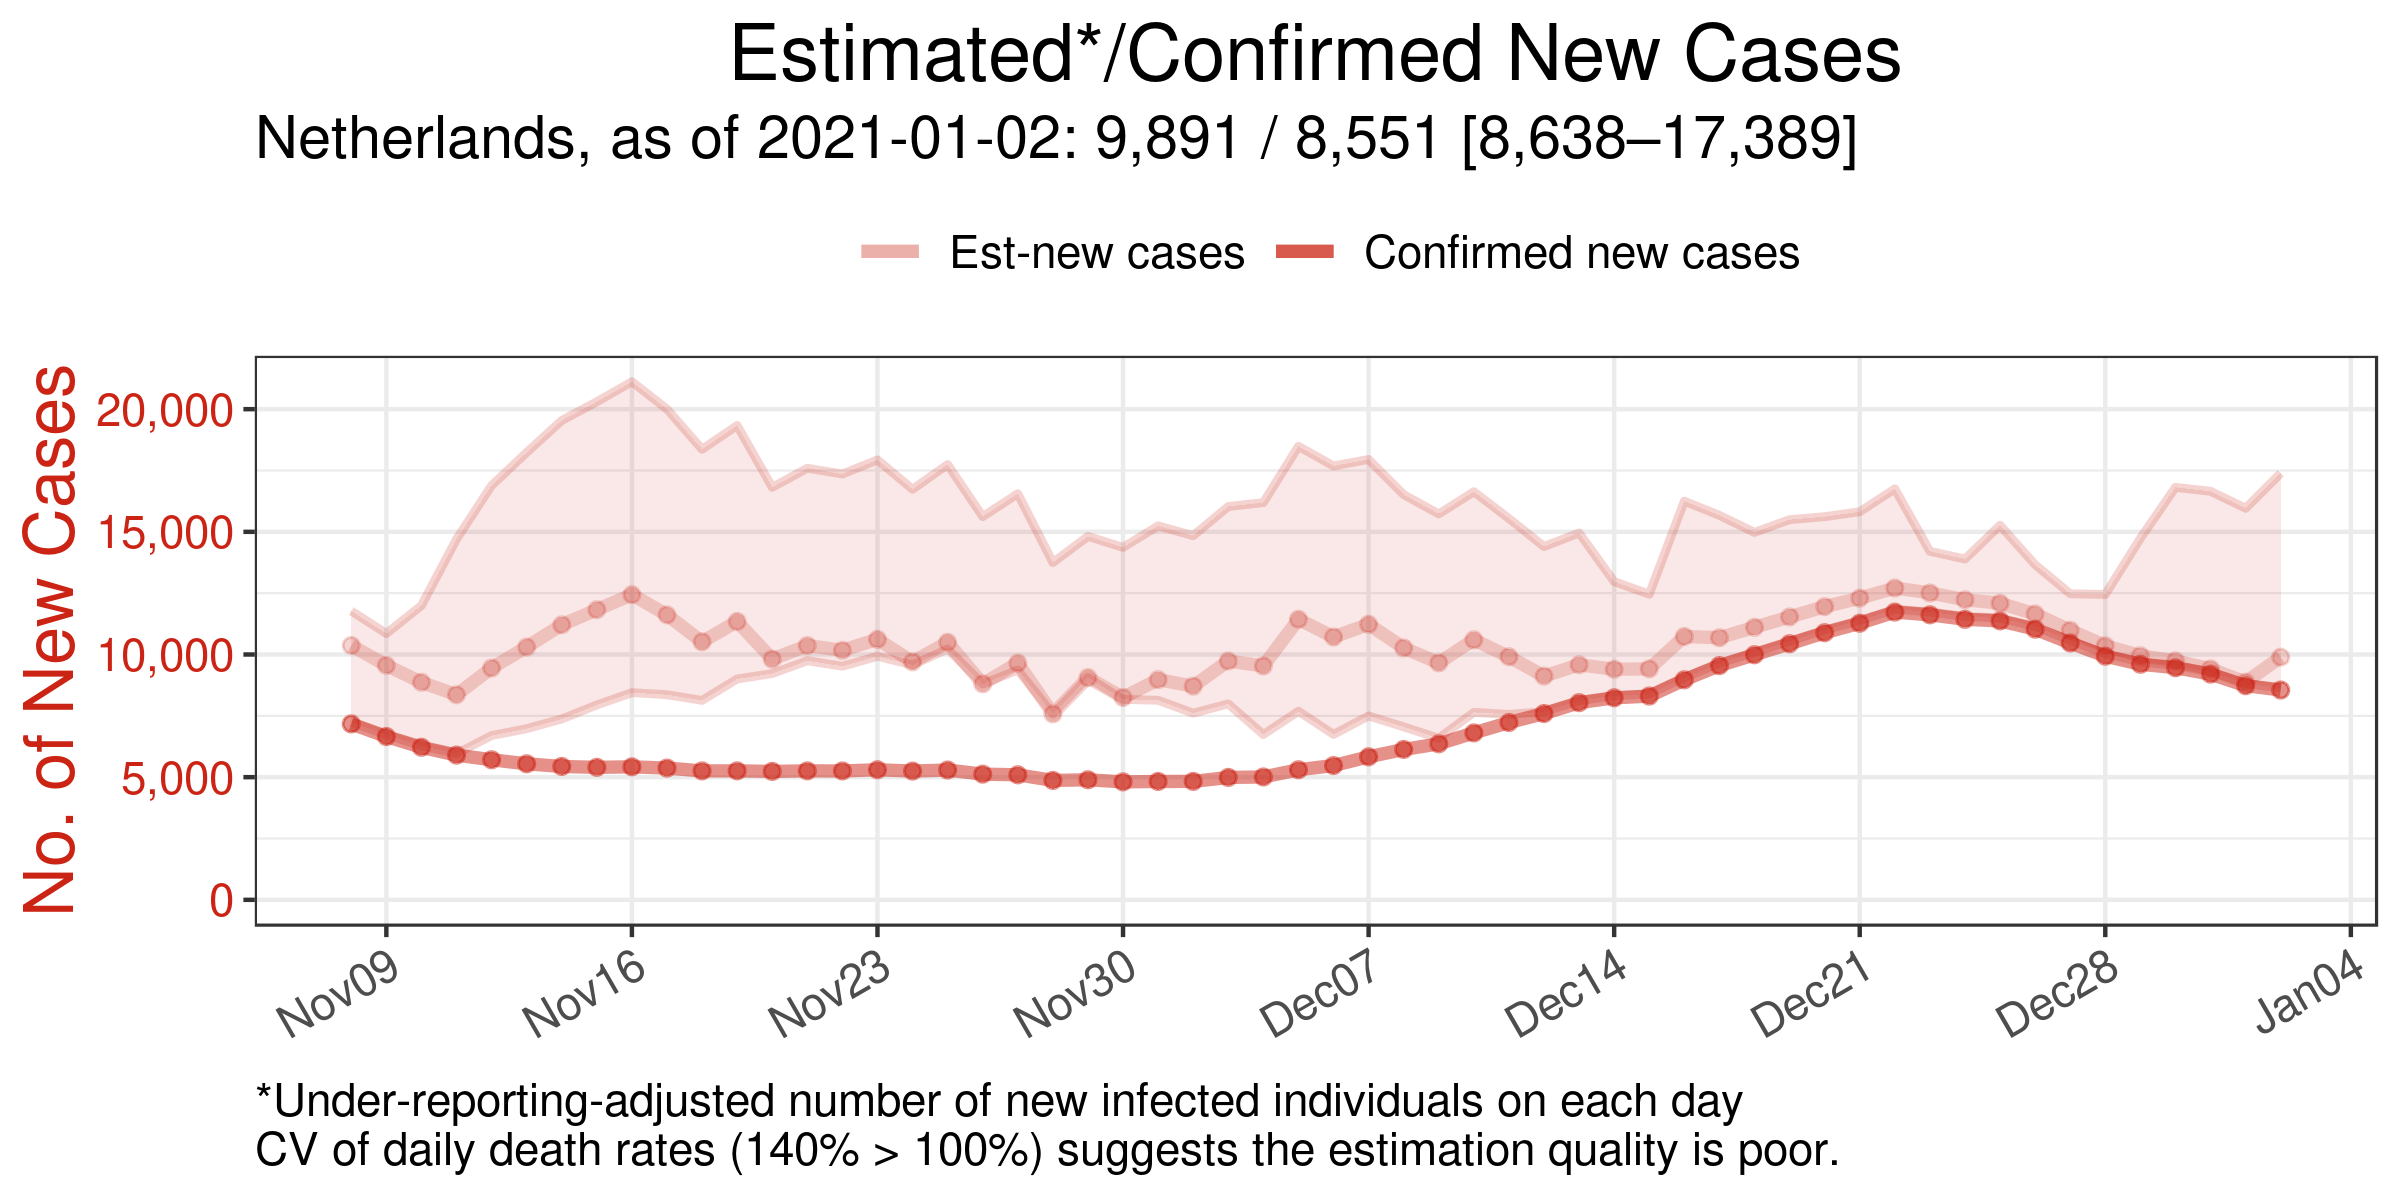 Estimated*/Confirmed New Cases
Netherlands, as of 2021-01-02: 9,891 / 8,551 [8,638–17,389]
Est-new cases
Confirmed new cases
No. of New Cases
20,000
15,000
10,000
5,000
0
Nov09
Nov16
Nov23
Nov30
Dec07
Dec14
Dec21
Dec28
Jan04
*Under-reporting-adjusted number of new infected individuals on each day
CV of daily death rates (140% > 100%) suggests the estimation quality is poor.